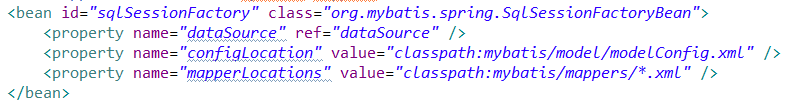 <bean id="sqlSessionFactory" class="org.mybatis.spring.SqlSessionFactoryBean">
<property name="dataSource" ref="dataSource" />
<property name="configLocation" value="classpath:mybatis/model/modelConfig.xml" />
<property name="mapperLocations" value="classpath:mybatis/mappers/*.xml" />
</bean>